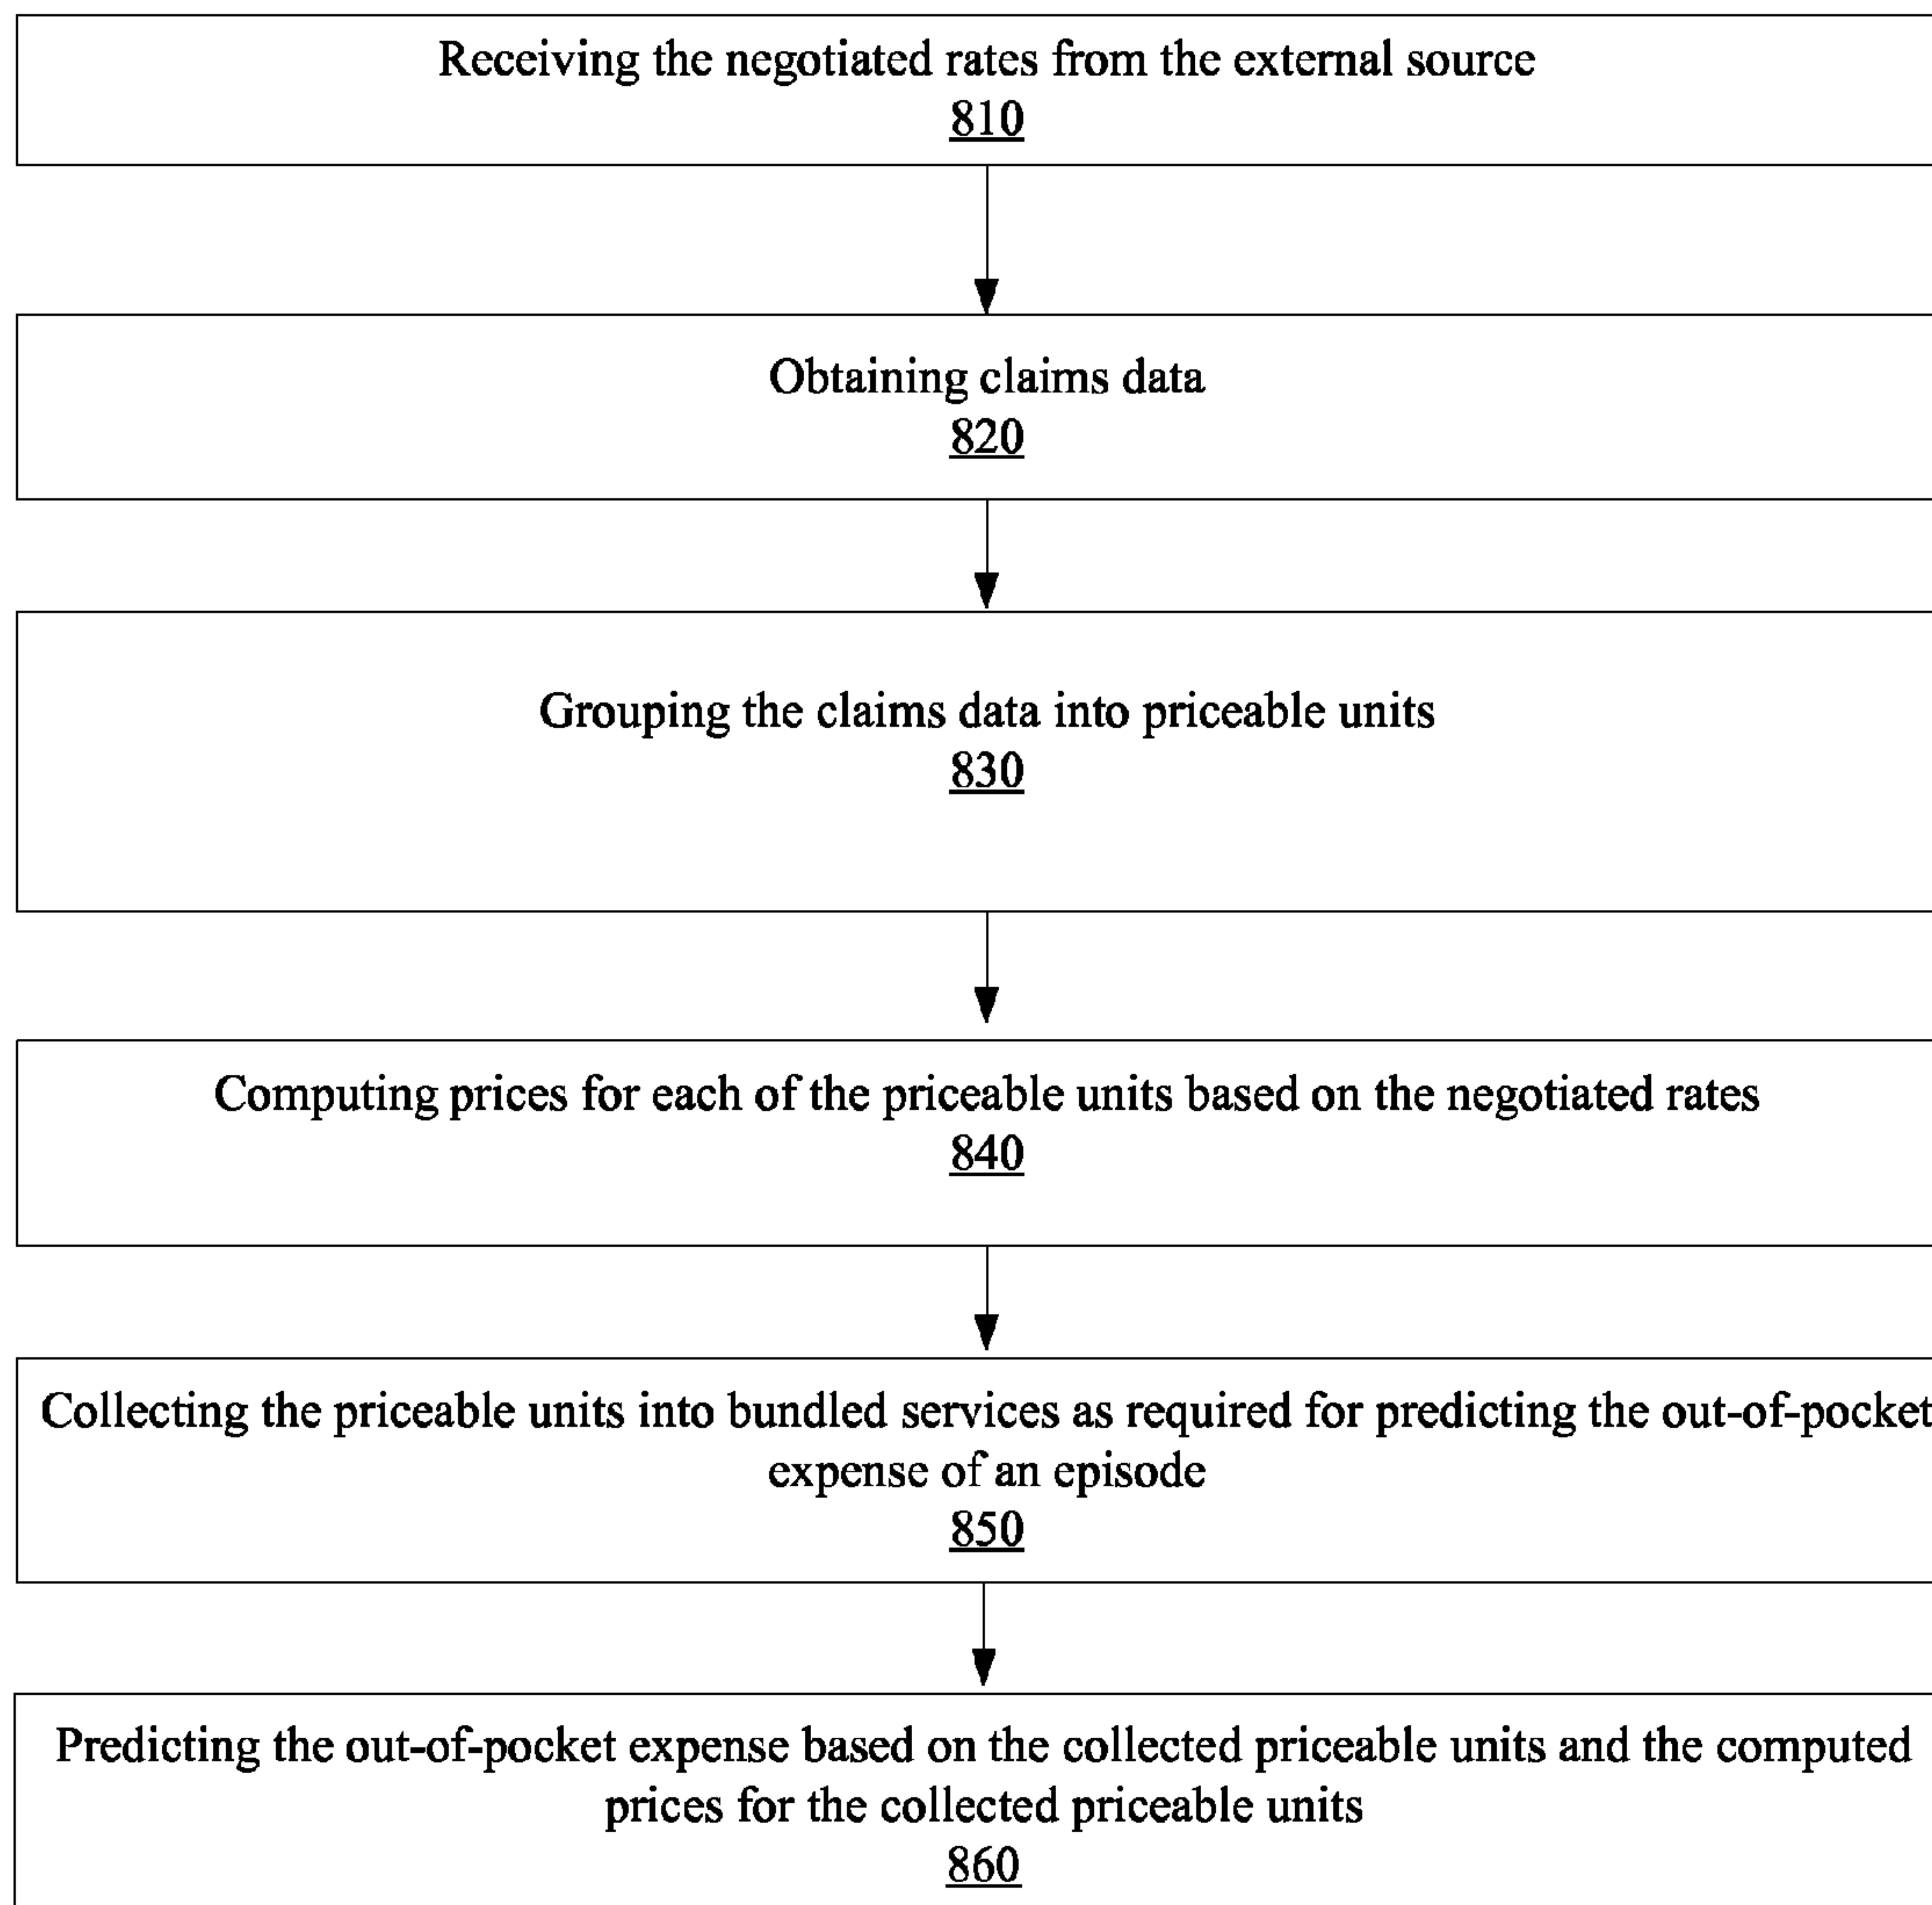 Receiving the negotiated rates from the external source
810
Obtaining claims data
820
Grouping the claims data into priceable units
830
Computing prices for each of the priceable units based on the negotiated rates
840
Collecting the priceable units into bundled services as required for predicting the out-of-pocket
expense of an episode
850
Predicting the out-of-pocket expense based on the collected priceable units and the computed
prices for the collected priceable units
860